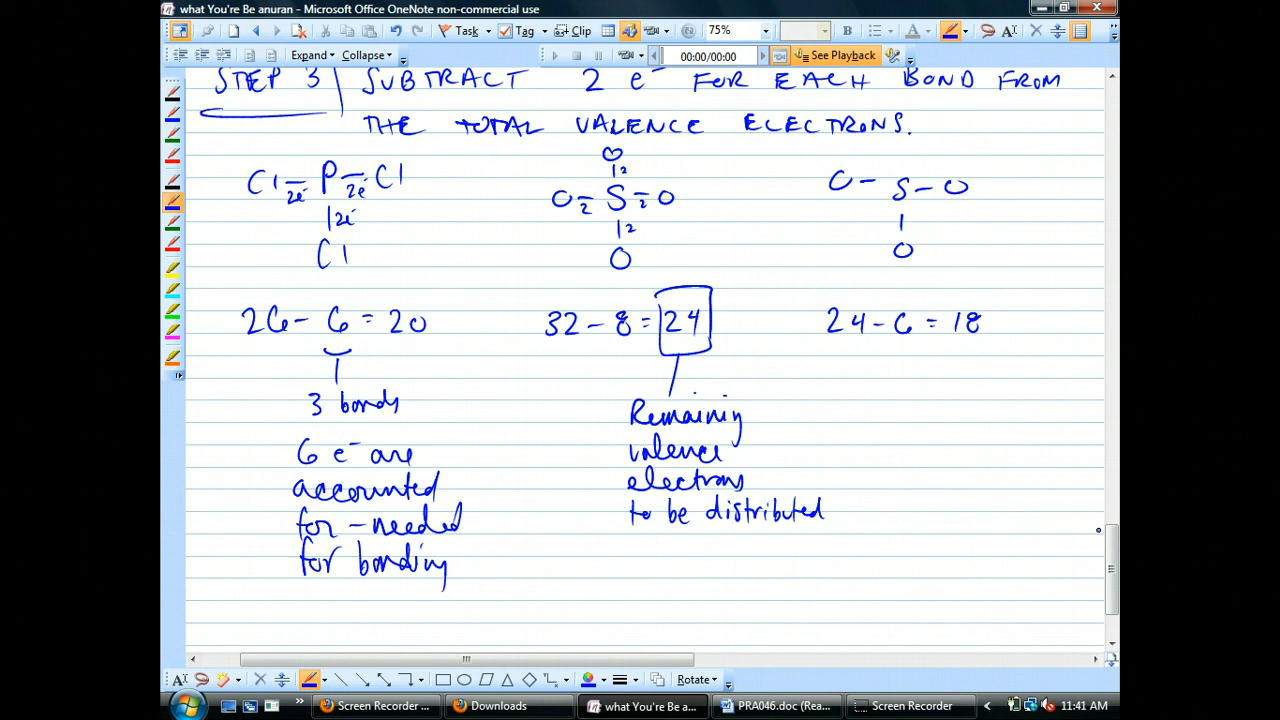 what You're Be anuran - Microsoft Office OneNote non-commercial use
Task Tag Clip 75%
Expand Collapse 00:00/00:00 See Playback
STEP 3 SUBTRACT 2 e⁻ FOR EACH BOND FROM
THE TOTAL VALENCE ELECTRONS.
Cl — P — Cl
2e⁻ 2e⁻
2e⁻
Cl
O
2
O — S — O
2 2
2
O
O — S — O
O
26 - 6 = 20
32 - 8 = 24
24 - 6 = 18
3 bonds
6 e⁻ are
accounted
for - needed
for bonding
Remaining
valence
electrons
to be distributed
Rotate
Screen Recorder ... Downloads what You're Be a... PRA046.doc (Rea... Screen Recorder 11:41 AM